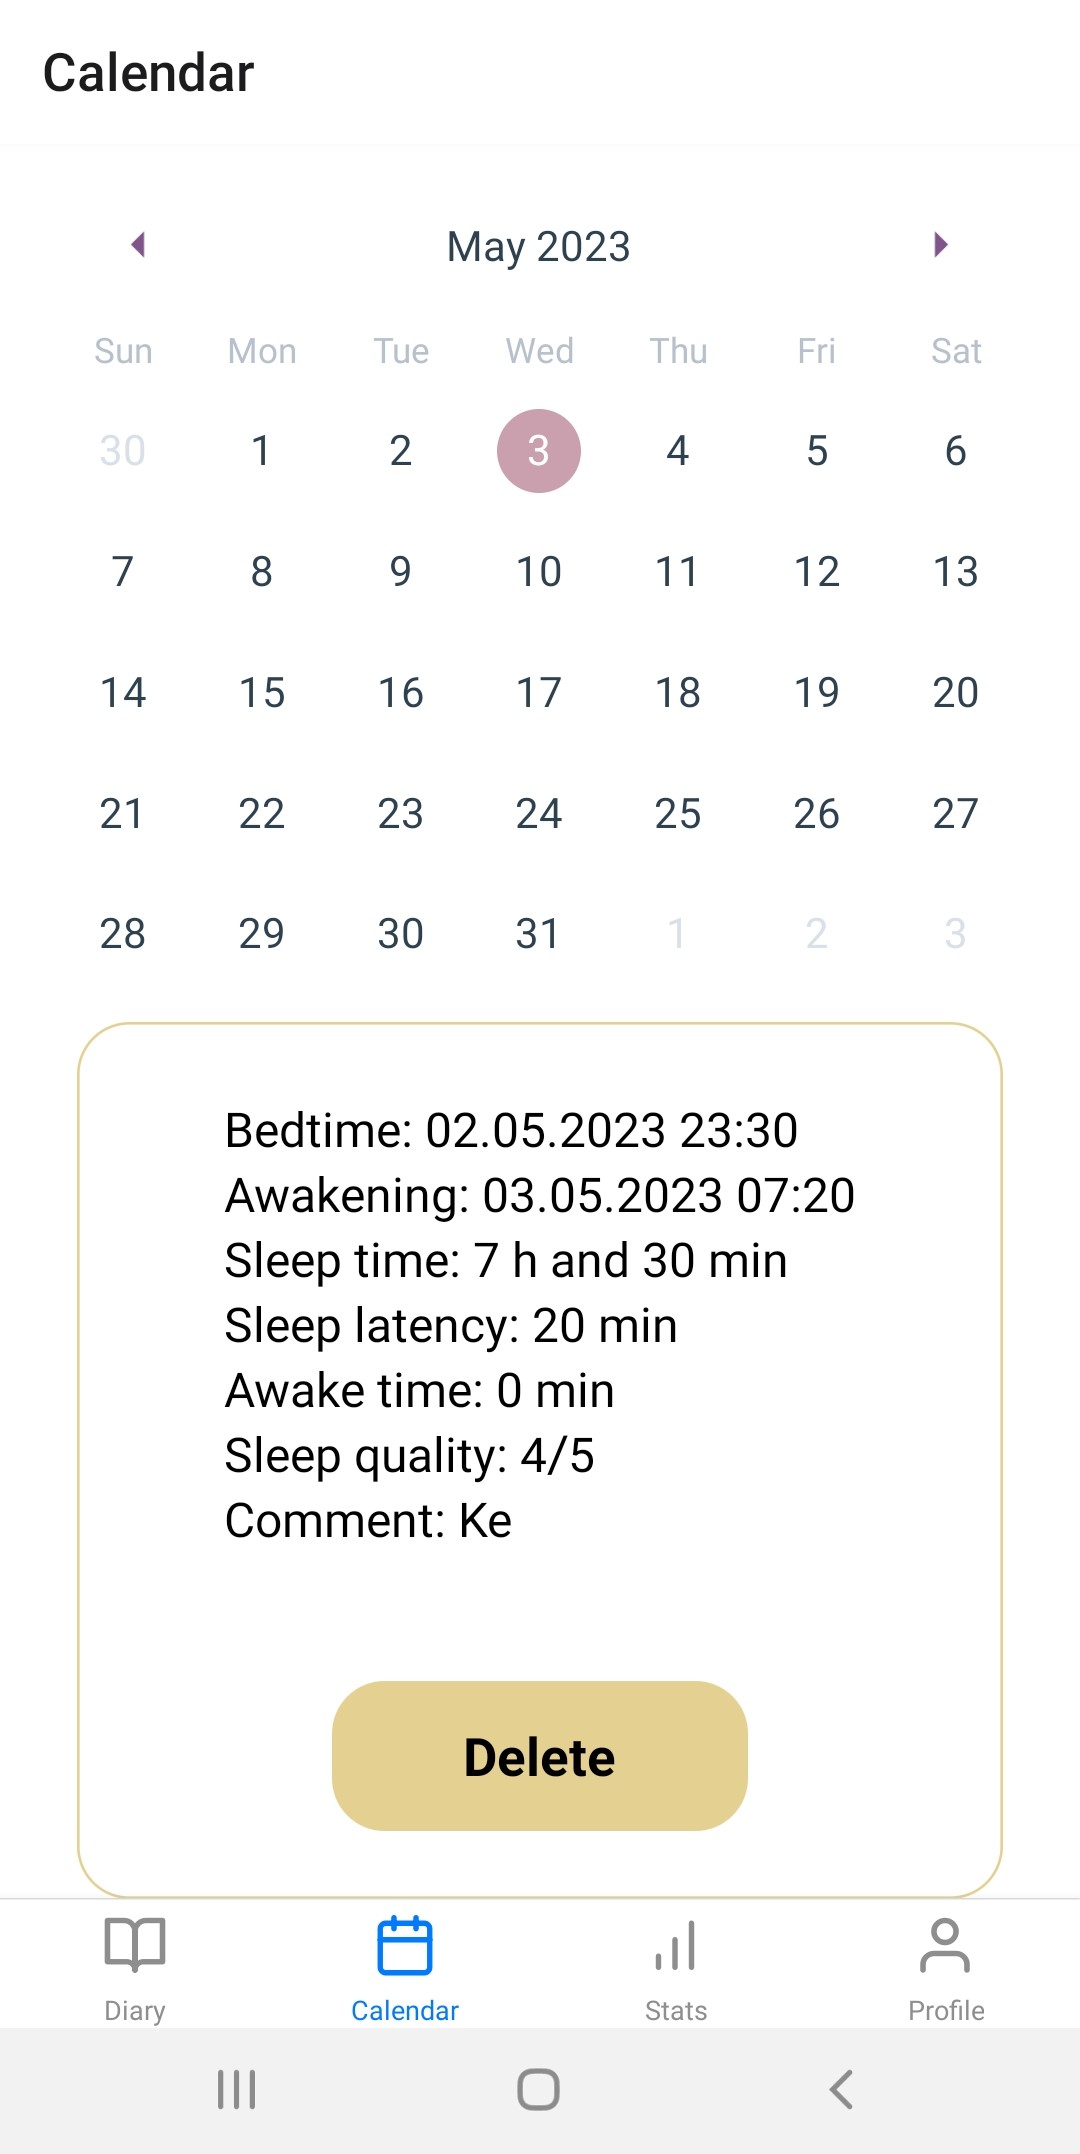 Calendar
May 2023
Sun Mon Tue Wed Thu Fri Sat
30 1 2 3 4 5 6
7 8 9 10 11 12 13
14 15 16 17 18 19 20
21 22 23 24 25 26 27
28 29 30 31 1 2 3
Bedtime: 02.05.2023 23:30
Awakening: 03.05.2023 07:20
Sleep time: 7 h and 30 min
Sleep latency: 20 min
Awake time: 0 min
Sleep quality: 4/5
Comment: Ke
Delete
Diary Calendar Stats Profile